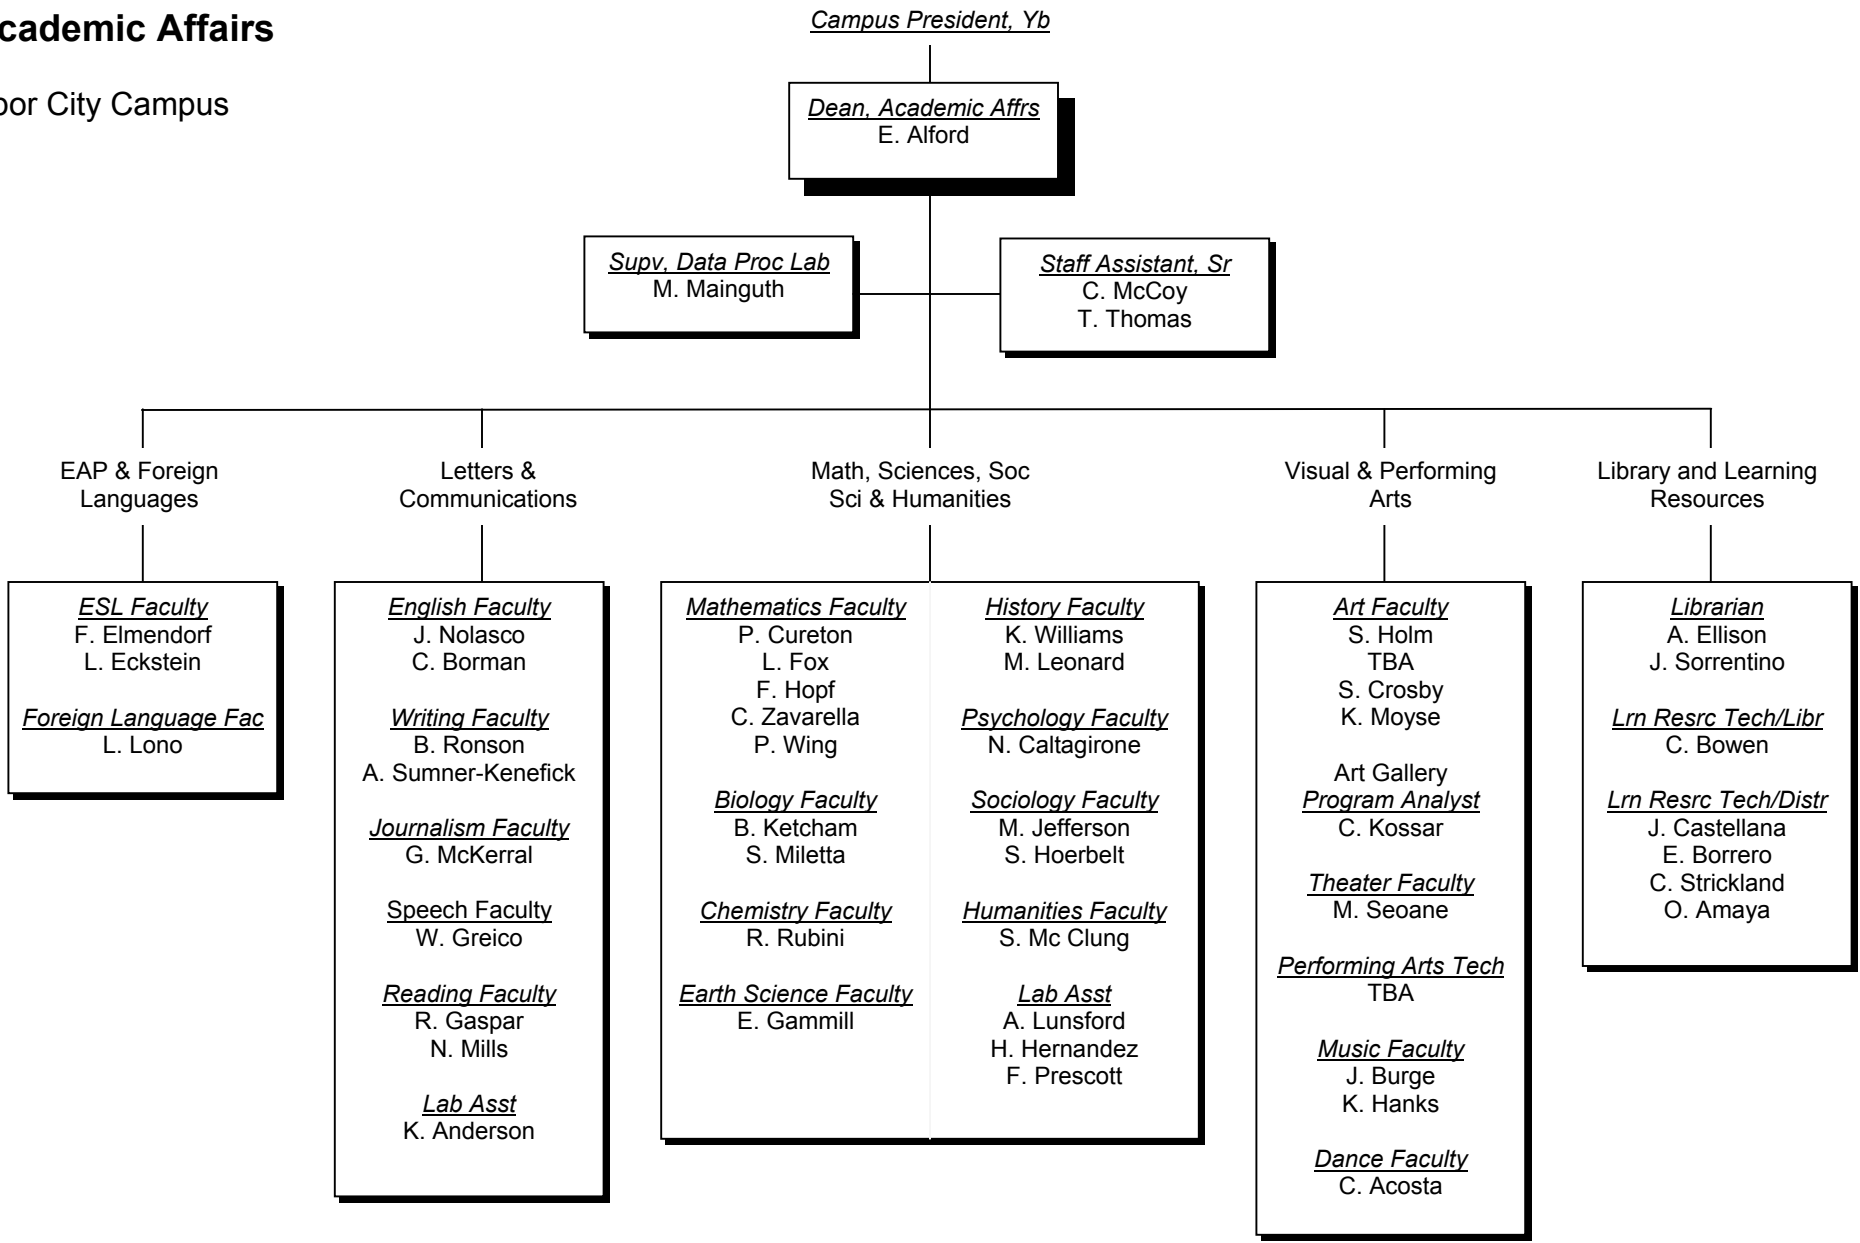 cademic Affairs
oor City Campus
Campus President, Yb
Dean, Academic Affrs
E. Alford
Supv, Data Proc Lab
M. Mainguth
Staff Assistant, Sr
C. McCoy
T. Thomas
EAP & Foreign
Languages
Letters &
Communications
Math, Sciences, Soc
Sci & Humanities
Visual & Performing
Arts
Library and Learning
Resources
ESL Faculty
F. Elmendorf
L. Eckstein
Foreign Language Fac
L. Lono
English Faculty
J. Nolasco
C. Borman
Writing Faculty
B. Ronson
A. Sumner-Kenefick
Journalism Faculty
G. McKerral
Speech Faculty
W. Greico
Reading Faculty
R. Gaspar
N. Mills
Lab Asst
K. Anderson
Mathematics Faculty
P. Cureton
L. Fox
F. Hopf
C. Zavarella
P. Wing
Biology Faculty
B. Ketcham
S. Miletta
Chemistry Faculty
R. Rubini
Earth Science Faculty
E. Gammill
History Faculty
K. Williams
M. Leonard
Psychology Faculty
N. Caltagirone
Sociology Faculty
M. Jefferson
S. Hoerbelt
Humanities Faculty
S. Mc Clung
Lab Asst
A. Lunsford
H. Hernandez
F. Prescott
Art Faculty
S. Holm
TBA
S. Crosby
K. Moyse
Art Gallery
Program Analyst
C. Kossar
Theater Faculty
M. Seoane
Performing Arts Tech
TBA
Music Faculty
J. Burge
K. Hanks
Dance Faculty
C. Acosta
Librarian
A. Ellison
J. Sorrentino
Lrn Resrc Tech/Libr
C. Bowen
Lrn Resrc Tech/Distr
J. Castellana
E. Borrero
C. Strickland
O. Amaya